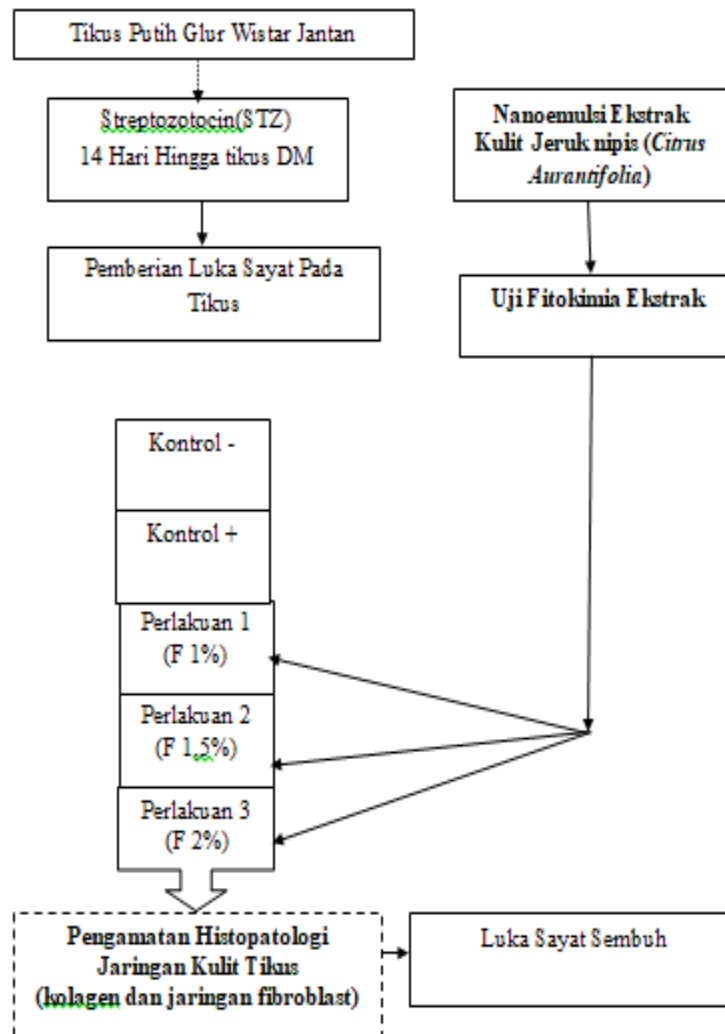 Tikus Putih Glur Wistar Jantan
Streptozotocin(STZ)
14 Hari Hingga tikus DM
Pemberian Luka Sayat Pada
Tikus
Nanoemulsi Ekstrak
Kulit Jeruk nipis (Citrus
Aurantifolia)
Uji Fitokimia Ekstrak
Kontrol -
Kontrol +
Perlakuan 1
(F 1%)
Perlakuan 2
(F 1,5%)
Perlakuan 3
(F 2%)
Pengamatan Histopatologi
Jaringan Kulit Tikus
(kolagen dan jaringan fibroblast)
Luka Sayat Sembuh